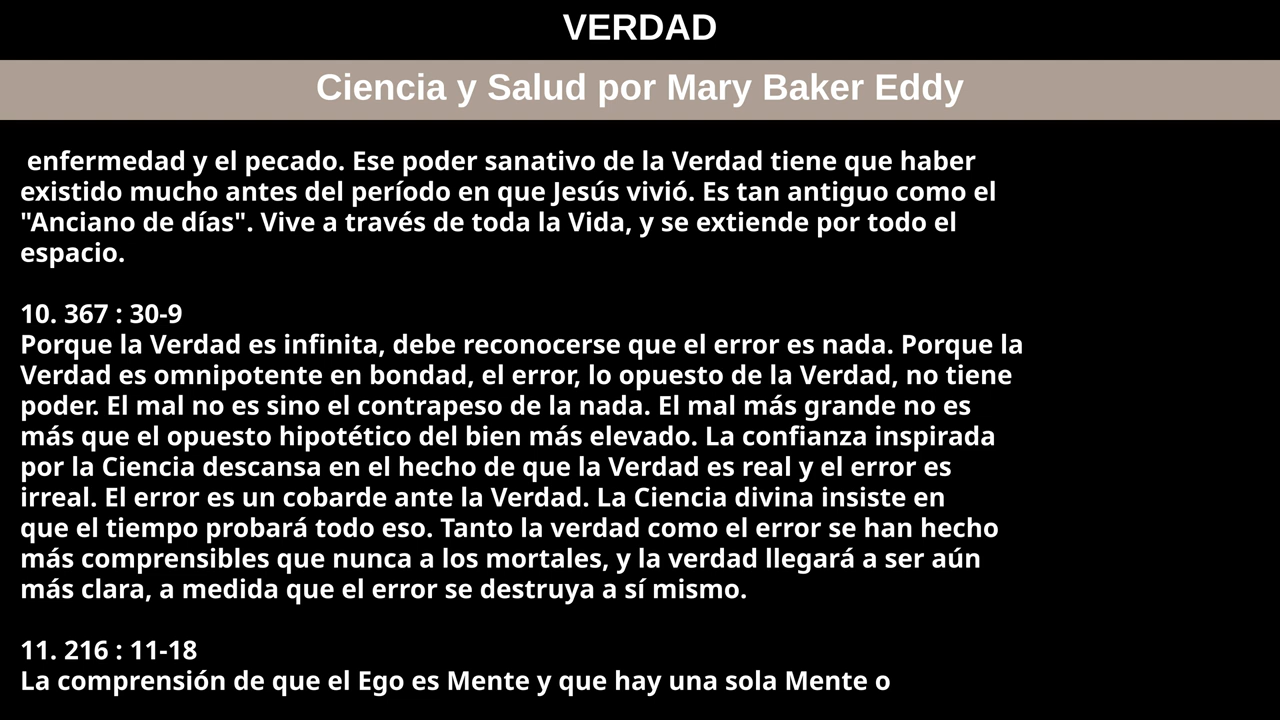 VERDAD
Ciencia y Salud por Mary Baker Eddy
enfermedad y el pecado. Ese poder sanativo de la Verdad tiene que haber
existido mucho antes del período en que Jesús vivió. Es tan antiguo como el
"Anciano de días". Vive a través de toda la Vida, y se extiende por todo el
espacio.
10. 367 : 30-9
Porque la Verdad es infinita, debe reconocerse que el error es nada. Porque la
Verdad es omnipotente en bondad, el error, lo opuesto de la Verdad, no tiene
poder. El mal no es sino el contrapeso de la nada. El mal más grande no es
más que el opuesto hipotético del bien más elevado. La confianza inspirada
por la Ciencia descansa en el hecho de que la Verdad es real y el error es
irreal. El error es un cobarde ante la Verdad. La Ciencia divina insiste en
que el tiempo probará todo eso. Tanto la verdad como el error se han hecho
más comprensibles que nunca a los mortales, y la verdad llegará a ser aún
más clara, a medida que el error se destruya a sí mismo.
11. 216 : 11-18
La comprensión de que el Ego es Mente y que hay una sola Mente o